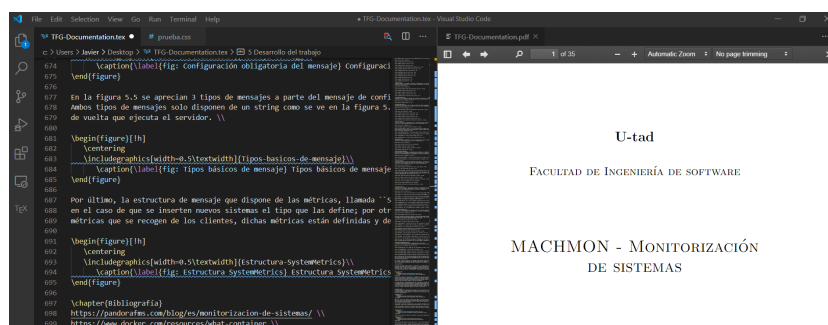 File Edit Selection View Go Run Terminal Help
● TFG-Documentation.tex - Visual Studio Code
TFG-Documentation.tex ●
# prueba.css
TFG-Documentation.pdf ×
c: > Users > Javier > Desktop > TFG-Documentation.tex > 5 Desarrollo del trabajo
1 of 35
Automatic Zoom
No page trimming
674 \caption{\label{fig: Configuración obligatoria del mensaje} Configuraci
675 \end{figure}
676
677 En la figura 5.5 se aprecian 3 tipos de mensajes a parte del mensaje de confi
678 Ambos tipos de mensajes solo disponen de un string como se ve en la figura 5.
679 de vuelta que ejecuta el servidor. \\
680
681 \begin{figure}[!h]
682 \centering
683 \includegraphics[width=0.5\textwidth]{Tipos-basicos-de-mensaje}\\
684 \caption{\label{fig: Tipos básicos de mensaje} Tipos básicos de mensaje
685 \end{figure}
686
687 Por último, la estructura de mensaje que dispone de las métricas, llamada ``S
688 en el caso de que se inserten nuevos sistemas el tipo que las define; por otr
689 métricas que se recogen de los clientes, dichas métricas están definidas y de
690
691 \begin{figure}[!h]
692 \centering
693 \includegraphics[width=0.5\textwidth]{Estructura-SystemMetrics}\\
694 \caption{\label{fig: Estructura SystemMetrics} Estructura SystemMetrics
695 \end{figure}
696
697 \chapter{Bibliografía}
698 https://pandorafms.com/blog/es/monitorizacion-de-sistemas/ \\
699 https://www.docker.com/resources/what-container \\
TEX
U-tad
Facultad de Ingeniería de software
MACHMON - Monitorización
de sistemas